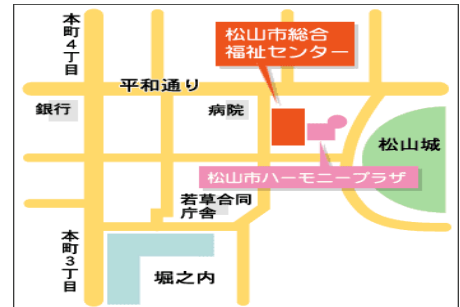 本町4丁目
松山市総合
福祉センター
平和通り
銀行
病院
松山城
松山市ハーモニープラザ
若草合同
庁舎
本町3丁目
堀之内